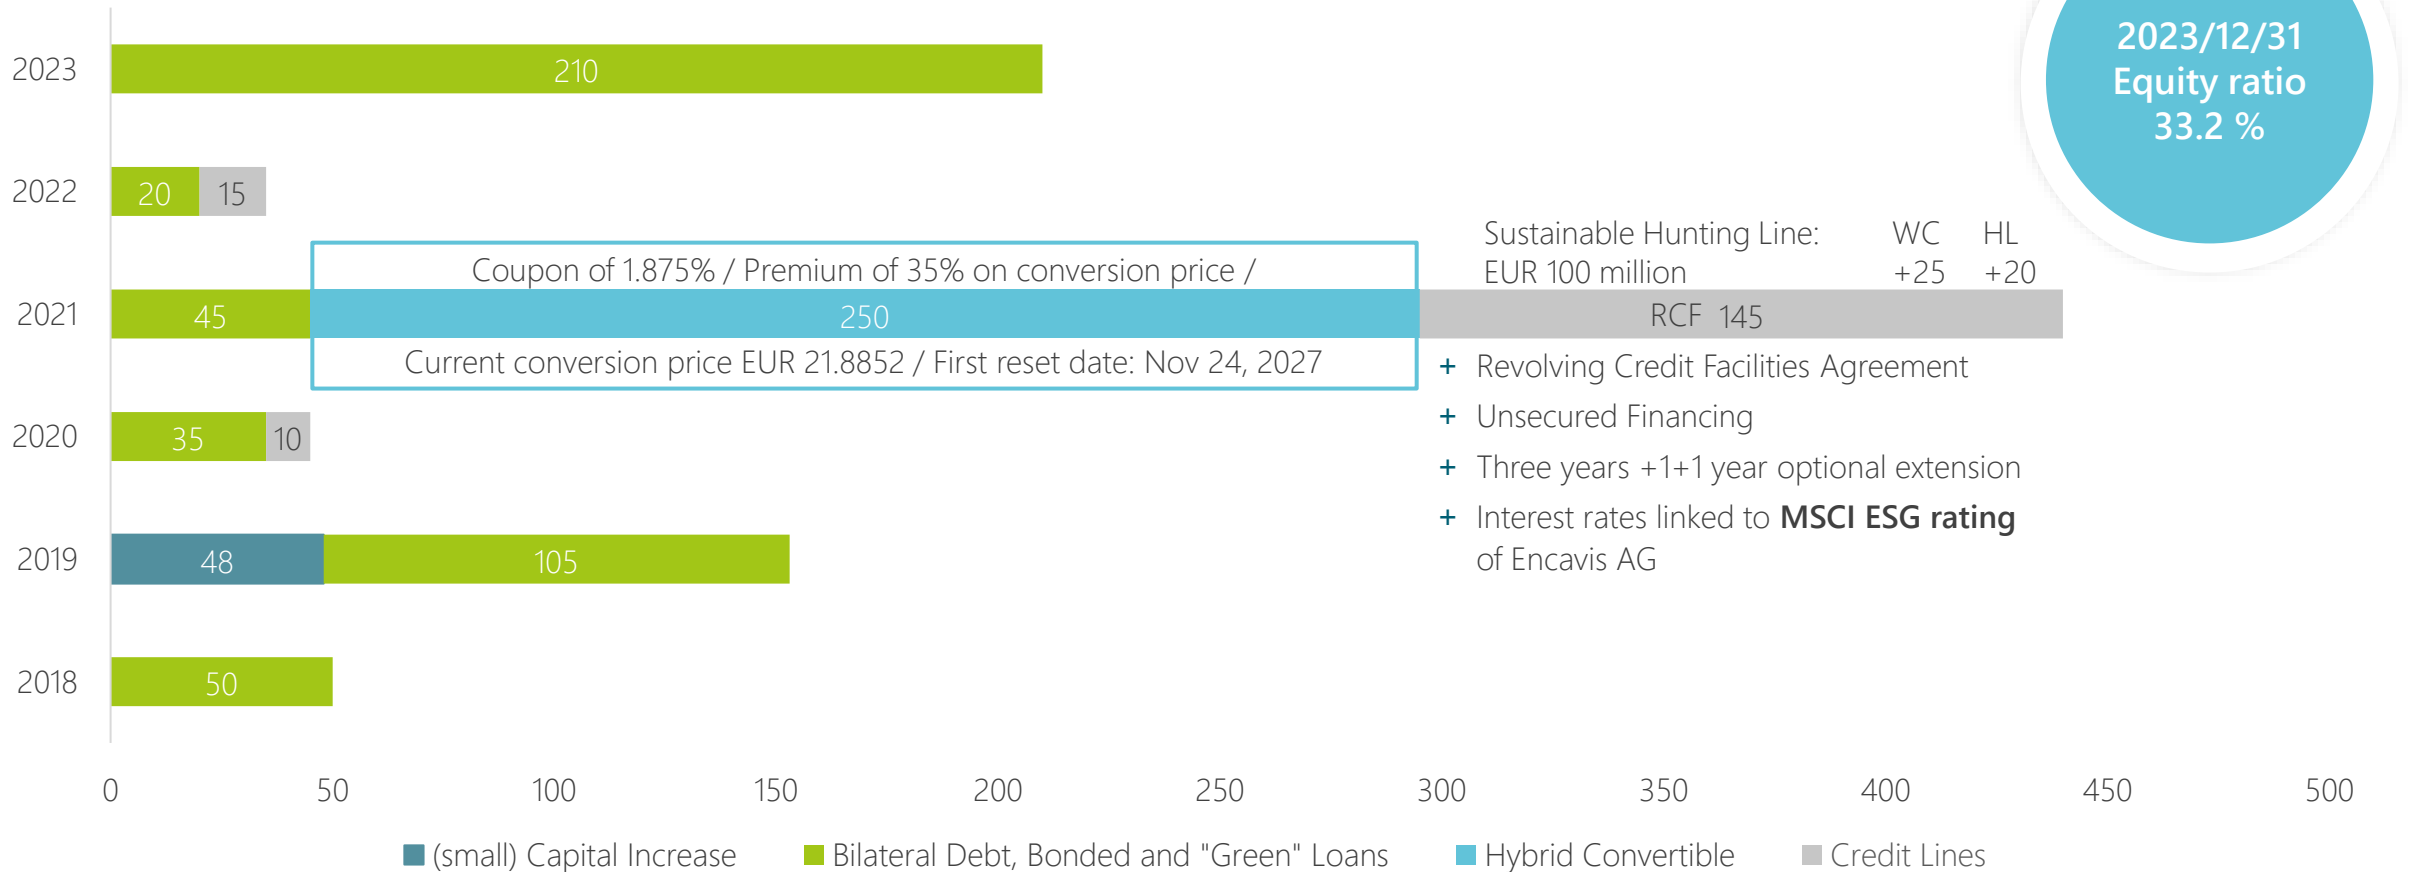 2023/12/31
Equity ratio
33.2 %
2023
210
2022
20 15
Sustainable Hunting Line: WC HL
EUR 100 million +25 +20
Coupon of 1.875% / Premium of 35% on conversion price /
2021
45 250 RCF 145
Current conversion price EUR 21.8852 / First reset date: Nov 24, 2027
+ Revolving Credit Facilities Agreement
+ Unsecured Financing
+ Three years +1+1 year optional extension
+ Interest rates linked to MSCI ESG rating
of Encavis AG
2020
35 10
2019
48 105
2018
50
0 50 100 150 200 250 300 350 400 450 500
(small) Capital Increase
Bilateral Debt, Bonded and "Green" Loans
Hybrid Convertible
Credit Lines